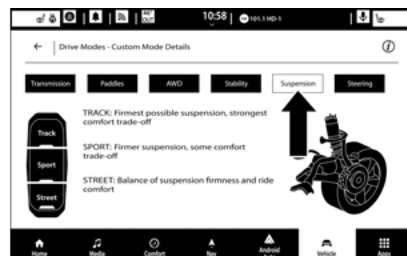 10:58
101.1 HD-1
Drive Modes - Custom Mode Details
Transmission
Paddles
AWD
Stability
Suspension
Steering
TRACK: Firmest possible suspension, strongest
comfort trade-off
SPORT: Firmer suspension, some comfort
trade-off
STREET: Balance of suspension firmness and ride
comfort
Track
Sport
Street
Home
Media
Comfort
Nav
Android
Vehicle
Apps